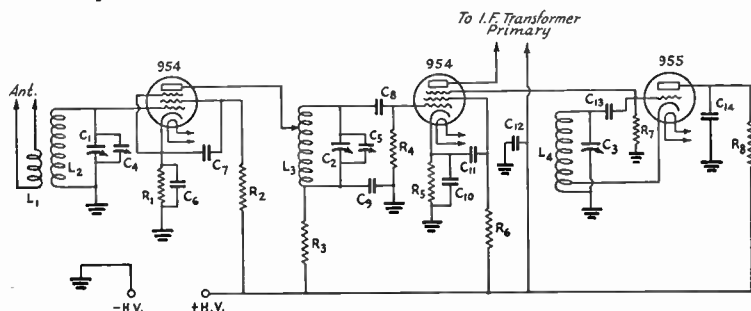 To I.F. Transformer
Primary
954
954
955
Ant.
L1
L2
C1
C4
C7
R1
C6
R2
L3
C8
C2
C5
R4
C9
R3
C11
R5
C10
R6
C12
C13
R7
L4
C3
C14
R8
-H.V.
+H.V.